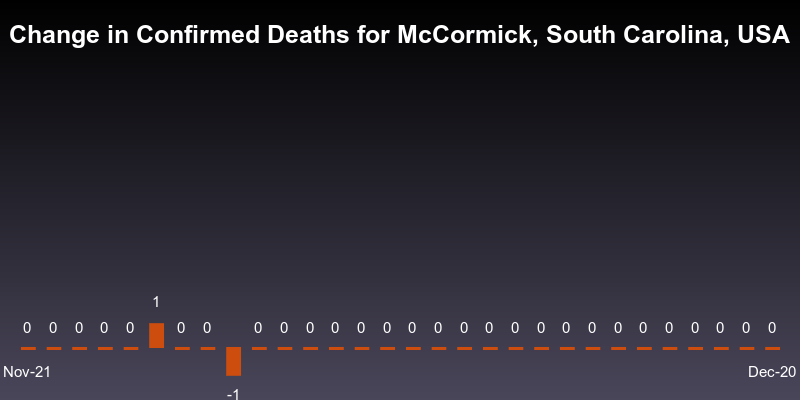 Change in Confirmed Deaths for McCormick, South Carolina, USA
1
0 0 0 0 0 0 0 0 0 0 0 0 0 0 0 0 0 0 0 0 0 0 0 0 0 0 0 0
Nov-21 Dec-20
-1